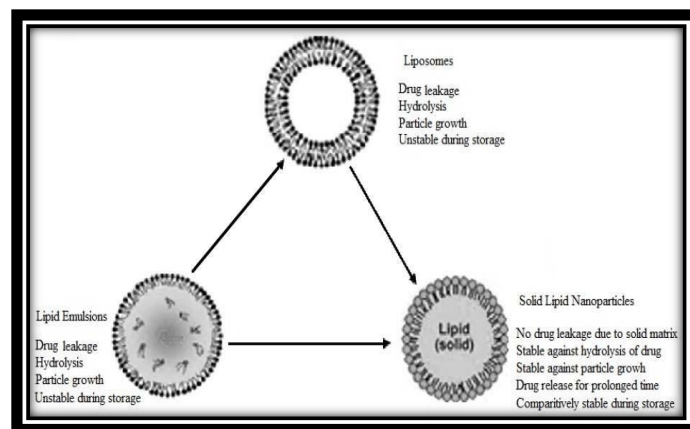 Liposomes
Drug leakage
Hydrolysis
Particle growth
Unstable during storage
Lipid Emulsions
Drug leakage
Hydrolysis
Particle growth
Unstable during storage
Lipid
(solid)
Solid Lipid Nanoparticles
No drug leakage due to solid matrix
Stable against hydrolysis of drug
Stable against particle growh
Drug release for prolonged time
Comparitively stable during storage